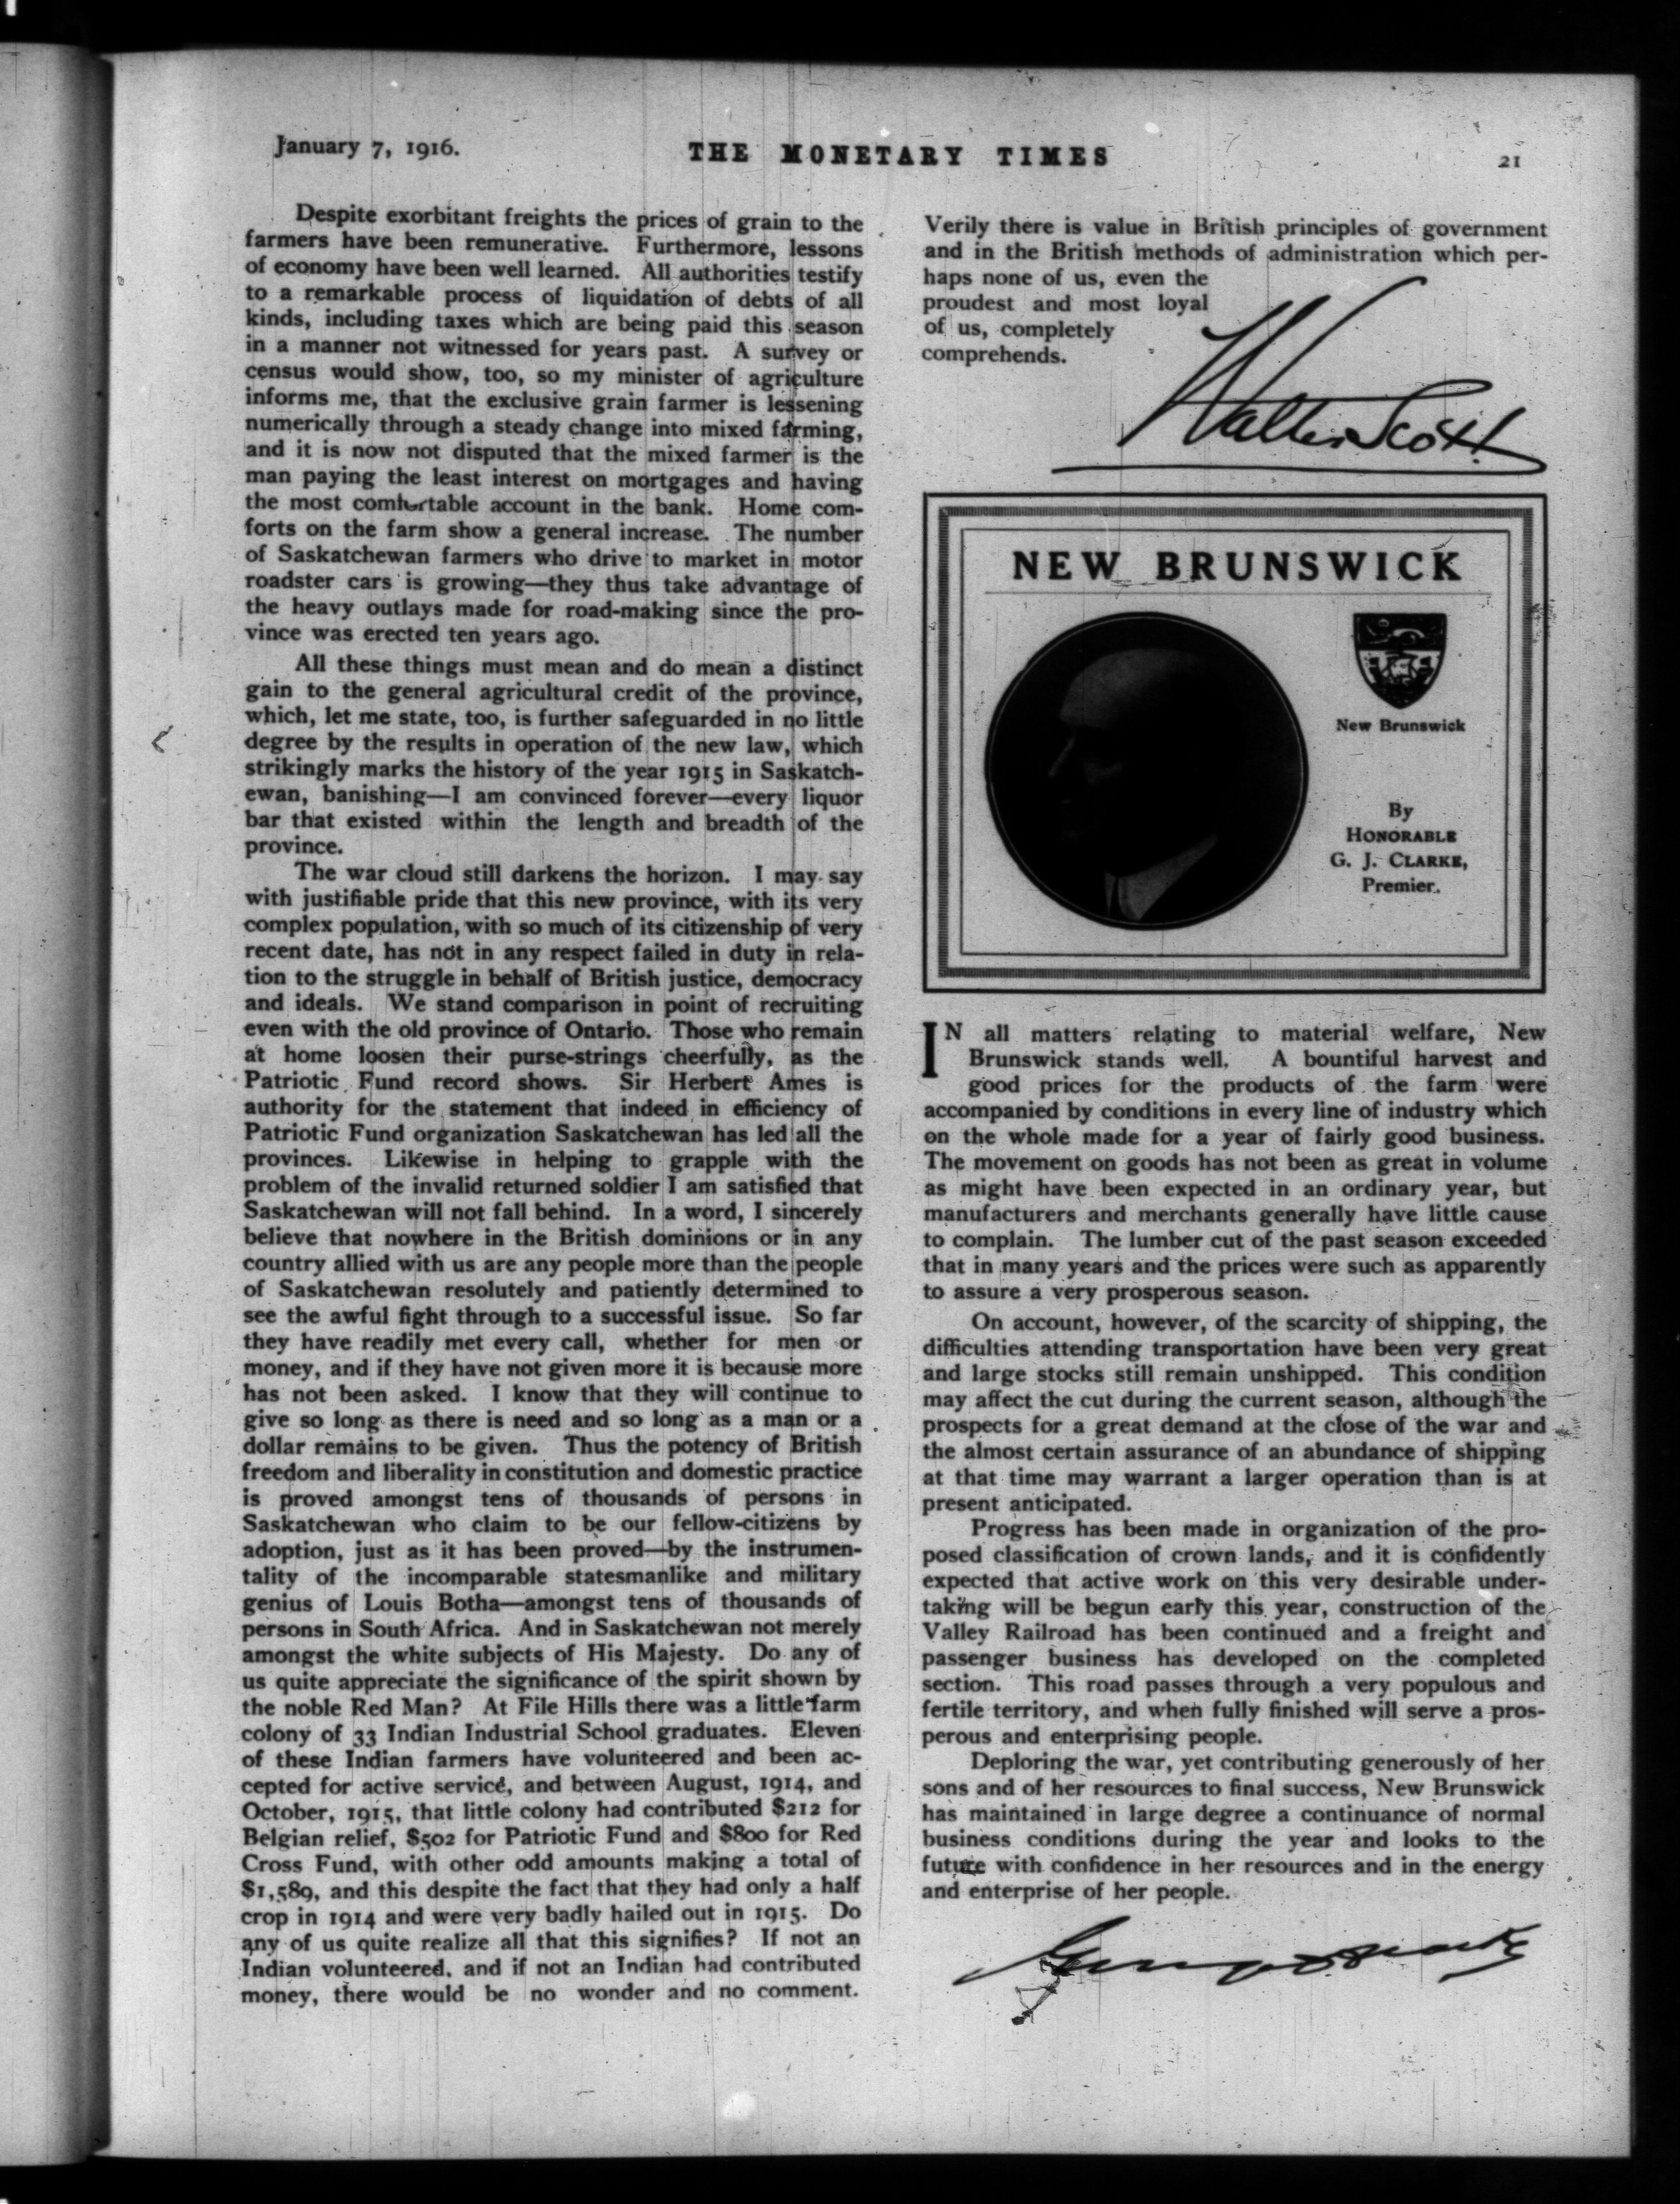 January 7, 1916.
THE MONETARY TIMES
21
Despite exorbitant freights the prices of grain to the
farmers have been remunerative. Furthermore, lessons
of economy have been well learned. All authorities testify
to a remarkable process of liquidation of debts of all
kinds, including taxes which are being paid this season
in a manner not witnessed for years past. A survey or
census would show, too, so my minister of agriculture
informs me, that the exclusive grain farmer is lessening
numerically through a steady change into mixed farming,
and it is now not disputed that the mixed farmer is the
man paying the least interest on mortgages and having
the most comfortable account in the bank. Home com-
forts on the farm show a general increase. The number
of Saskatchewan farmers who drive to market in motor
roadster cars is growing—they thus take advantage of
the heavy outlays made for road-making since the pro-
vince was erected ten years ago.
All these things must mean and do mean a distinct
gain to the general agricultural credit of the province,
which, let me state, too, is further safeguarded in no little
degree by the results in operation of the new law, which
strikingly marks the history of the year 1915 in Saskatch-
ewan, banishing—I am convinced forever—every liquor
bar that existed within the length and breadth of the
province.
The war cloud still darkens the horizon. I may say
with justifiable pride that this new province, with its very
complex population, with so much of its citizenship of very
recent date, has not in any respect failed in duty in rela-
tion to the struggle in behalf of British justice, democracy
and ideals. We stand comparison in point of recruiting
even with the old province of Ontario. Those who remain
at home loosen their purse-strings cheerfully, as the
Patriotic Fund record shows. Sir Herbert Ames is
authority for the statement that indeed in efficiency of
Patriotic Fund organization Saskatchewan has led all the
provinces. Likewise in helping to grapple with the
problem of the invalid returned soldier I am satisfied that
Saskatchewan will not fall behind. In a word, I sincerely
believe that nowhere in the British dominions or in any
country allied with us are any people more than the people
of Saskatchewan resolutely and patiently determined to
see the awful fight through to a successful issue. So far
they have readily met every call, whether for men or
money, and if they have not given more it is because more
has not been asked. I know that they will continue to
give so long as there is need and so long as a man or a
dollar remains to be given. Thus the potency of British
freedom and liberality in constitution and domestic practice
is proved amongst tens of thousands of persons in
Saskatchewan who claim to be our fellow-citizens by
adoption, just as it has been proved—by the instrumen-
tality of the incomparable statesmanlike and military
genius of Louis Botha—amongst tens of thousands of
persons in South Africa. And in Saskatchewan not merely
amongst the white subjects of His Majesty. Do any of
us quite appreciate the significance of the spirit shown by
the noble Red Man? At File Hills there was a little farm
colony of 33 Indian Industrial School graduates. Eleven
of these Indian farmers have volunteered and been ac-
cepted for active service, and between August, 1914, and
October, 1915, that little colony had contributed $212 for
Belgian relief, $502 for Patriotic Fund and $800 for Red
Cross Fund, with other odd amounts making a total of
$1,589, and this despite the fact that they had only a half
crop in 1914 and were very badly hailed out in 1915. Do
any of us quite realize all that this signifies? If not an
Indian volunteered, and if not an Indian had contributed
money, there would be no wonder and no comment.
Verily there is value in British principles of government
and in the British methods of administration which per-
haps none of us, even the
proudest and most loyal
of us, completely
comprehends.
Walter Scott
NEW BRUNSWICK
New Brunswick
By
HONORABLE
G. J. CLARKE,
Premier.
IN all matters relating to material welfare, New
Brunswick stands well. A bountiful harvest and
good prices for the products of the farm were
accompanied by conditions in every line of industry which
on the whole made for a year of fairly good business.
The movement on goods has not been as great in volume
as might have been expected in an ordinary year, but
manufacturers and merchants generally have little cause
to complain. The lumber cut of the past season exceeded
that in many years and the prices were such as apparently
to assure a very prosperous season.
On account, however, of the scarcity of shipping, the
difficulties attending transportation have been very great
and large stocks still remain unshipped. This condition
may affect the cut during the current season, although the
prospects for a great demand at the close of the war and
the almost certain assurance of an abundance of shipping
at that time may warrant a larger operation than is at
present anticipated.
Progress has been made in organization of the pro-
posed classification of crown lands, and it is confidently
expected that active work on this very desirable under-
taking will be begun early this year, construction of the
Valley Railroad has been continued and a freight and
passenger business has developed on the completed
section. This road passes through a very populous and
fertile territory, and when fully finished will serve a pros-
perous and enterprising people.
Deploring the war, yet contributing generously of her
sons and of her resources to final success, New Brunswick
has maintained in large degree a continuance of normal
business conditions during the year and looks to the
future with confidence in her resources and in the energy
and enterprise of her people.